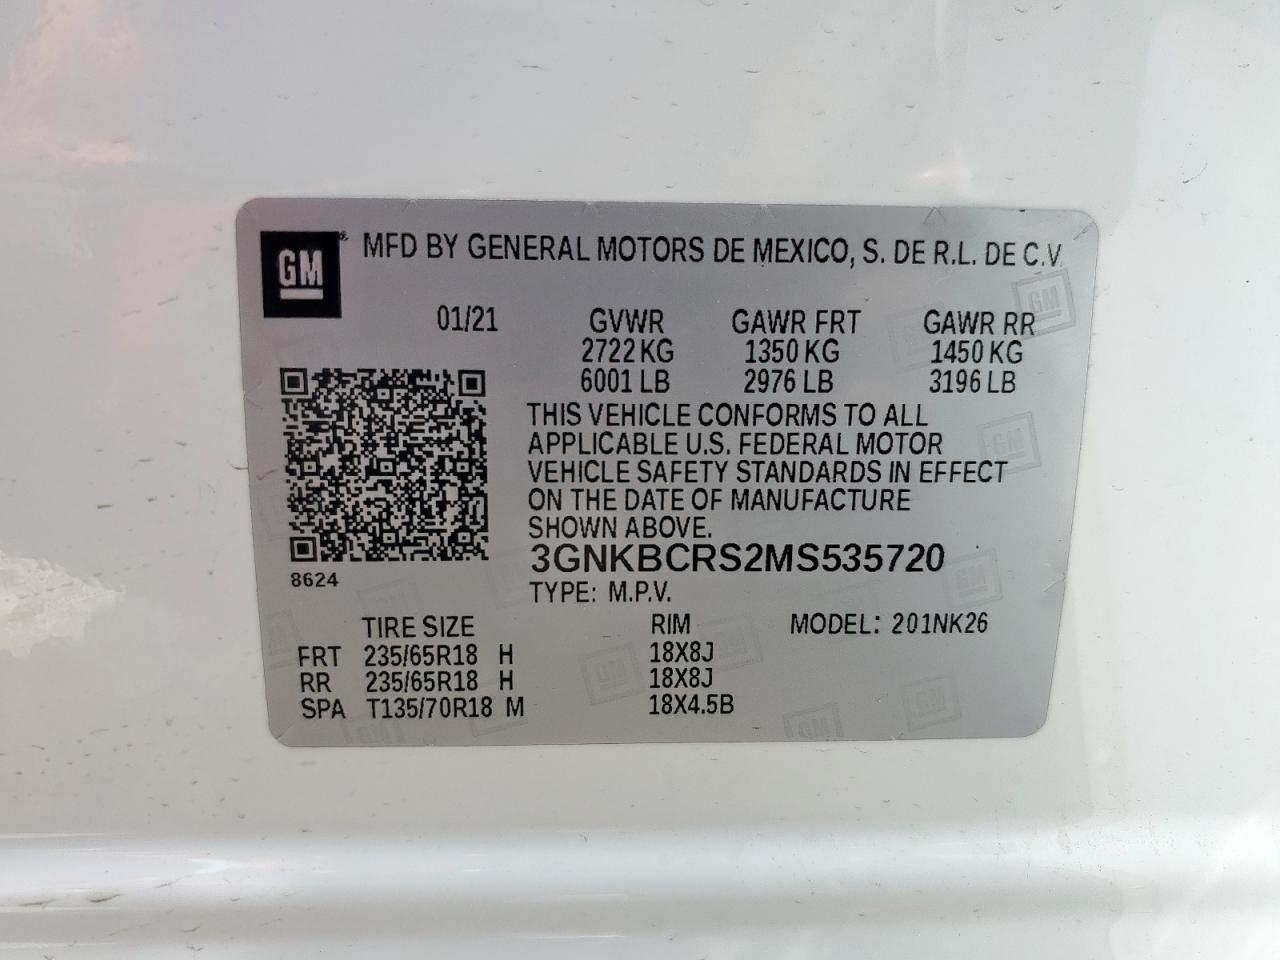 GM ® MFD BY GENERAL MOTORS DE MEXICO, S. DE R.L. DE C.V.
01/21 GVWR GAWR FRT GAWR RR
2722 KG 1350 KG 1450 KG
6001 LB 2976 LB 3196 LB
THIS VEHICLE CONFORMS TO ALL
APPLICABLE U.S. FEDERAL MOTOR
VEHICLE SAFETY STANDARDS IN EFFECT
ON THE DATE OF MANUFACTURE
SHOWN ABOVE.
3GNKBCRS2MS535720
8624
TYPE: M.P.V.
TIRE SIZE RIM MODEL: 201NK26
FRT 235/65R18 H 18X8J
RR 235/65R18 H 18X8J
SPA T135/70R18 M 18X4.5B